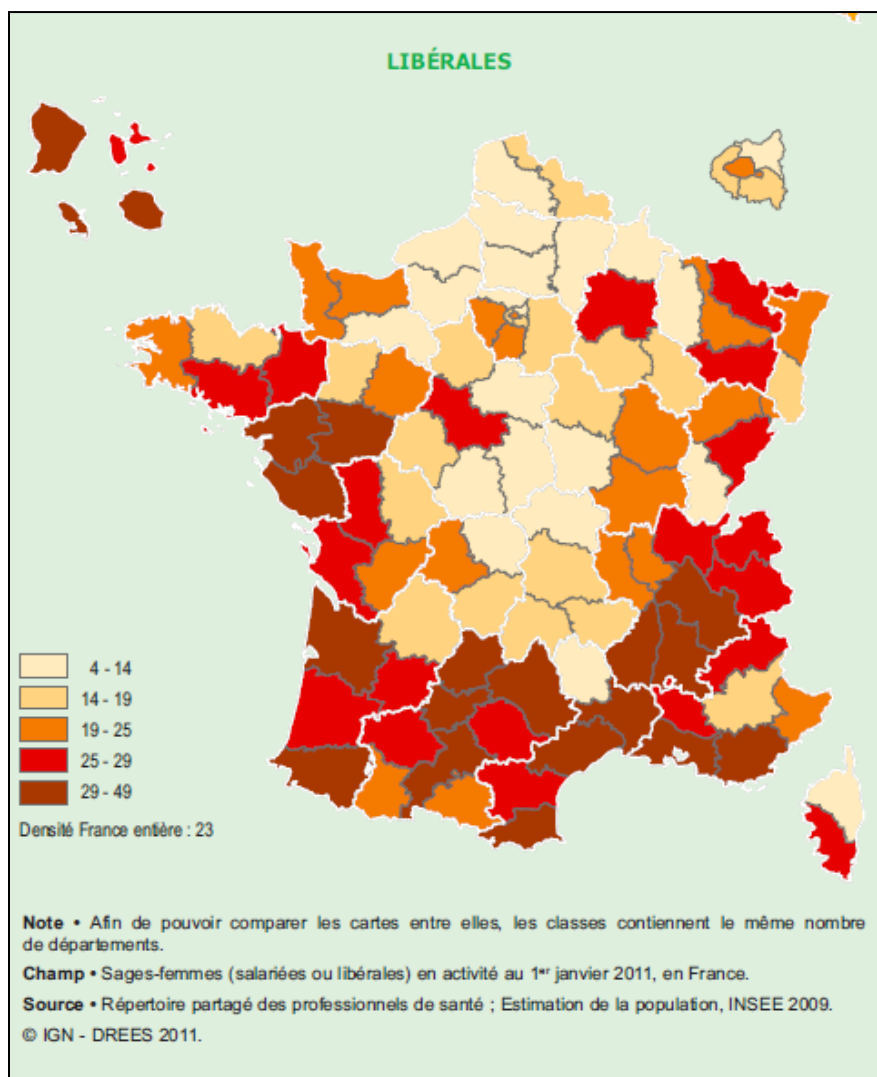 LIBÉRALES
4 - 14
14 - 19
19 - 25
25 - 29
29 - 49
Densité France entière : 23
Note • Afin de pouvoir comparer les cartes entre elles, les classes contiennent le même nombre
de départements.
Champ • Sages-femmes (salariées ou libérales) en activité au 1er janvier 2011, en France.
Source • Répertoire partagé des professionnels de santé ; Estimation de la population, INSEE 2009.
© IGN - DREES 2011.